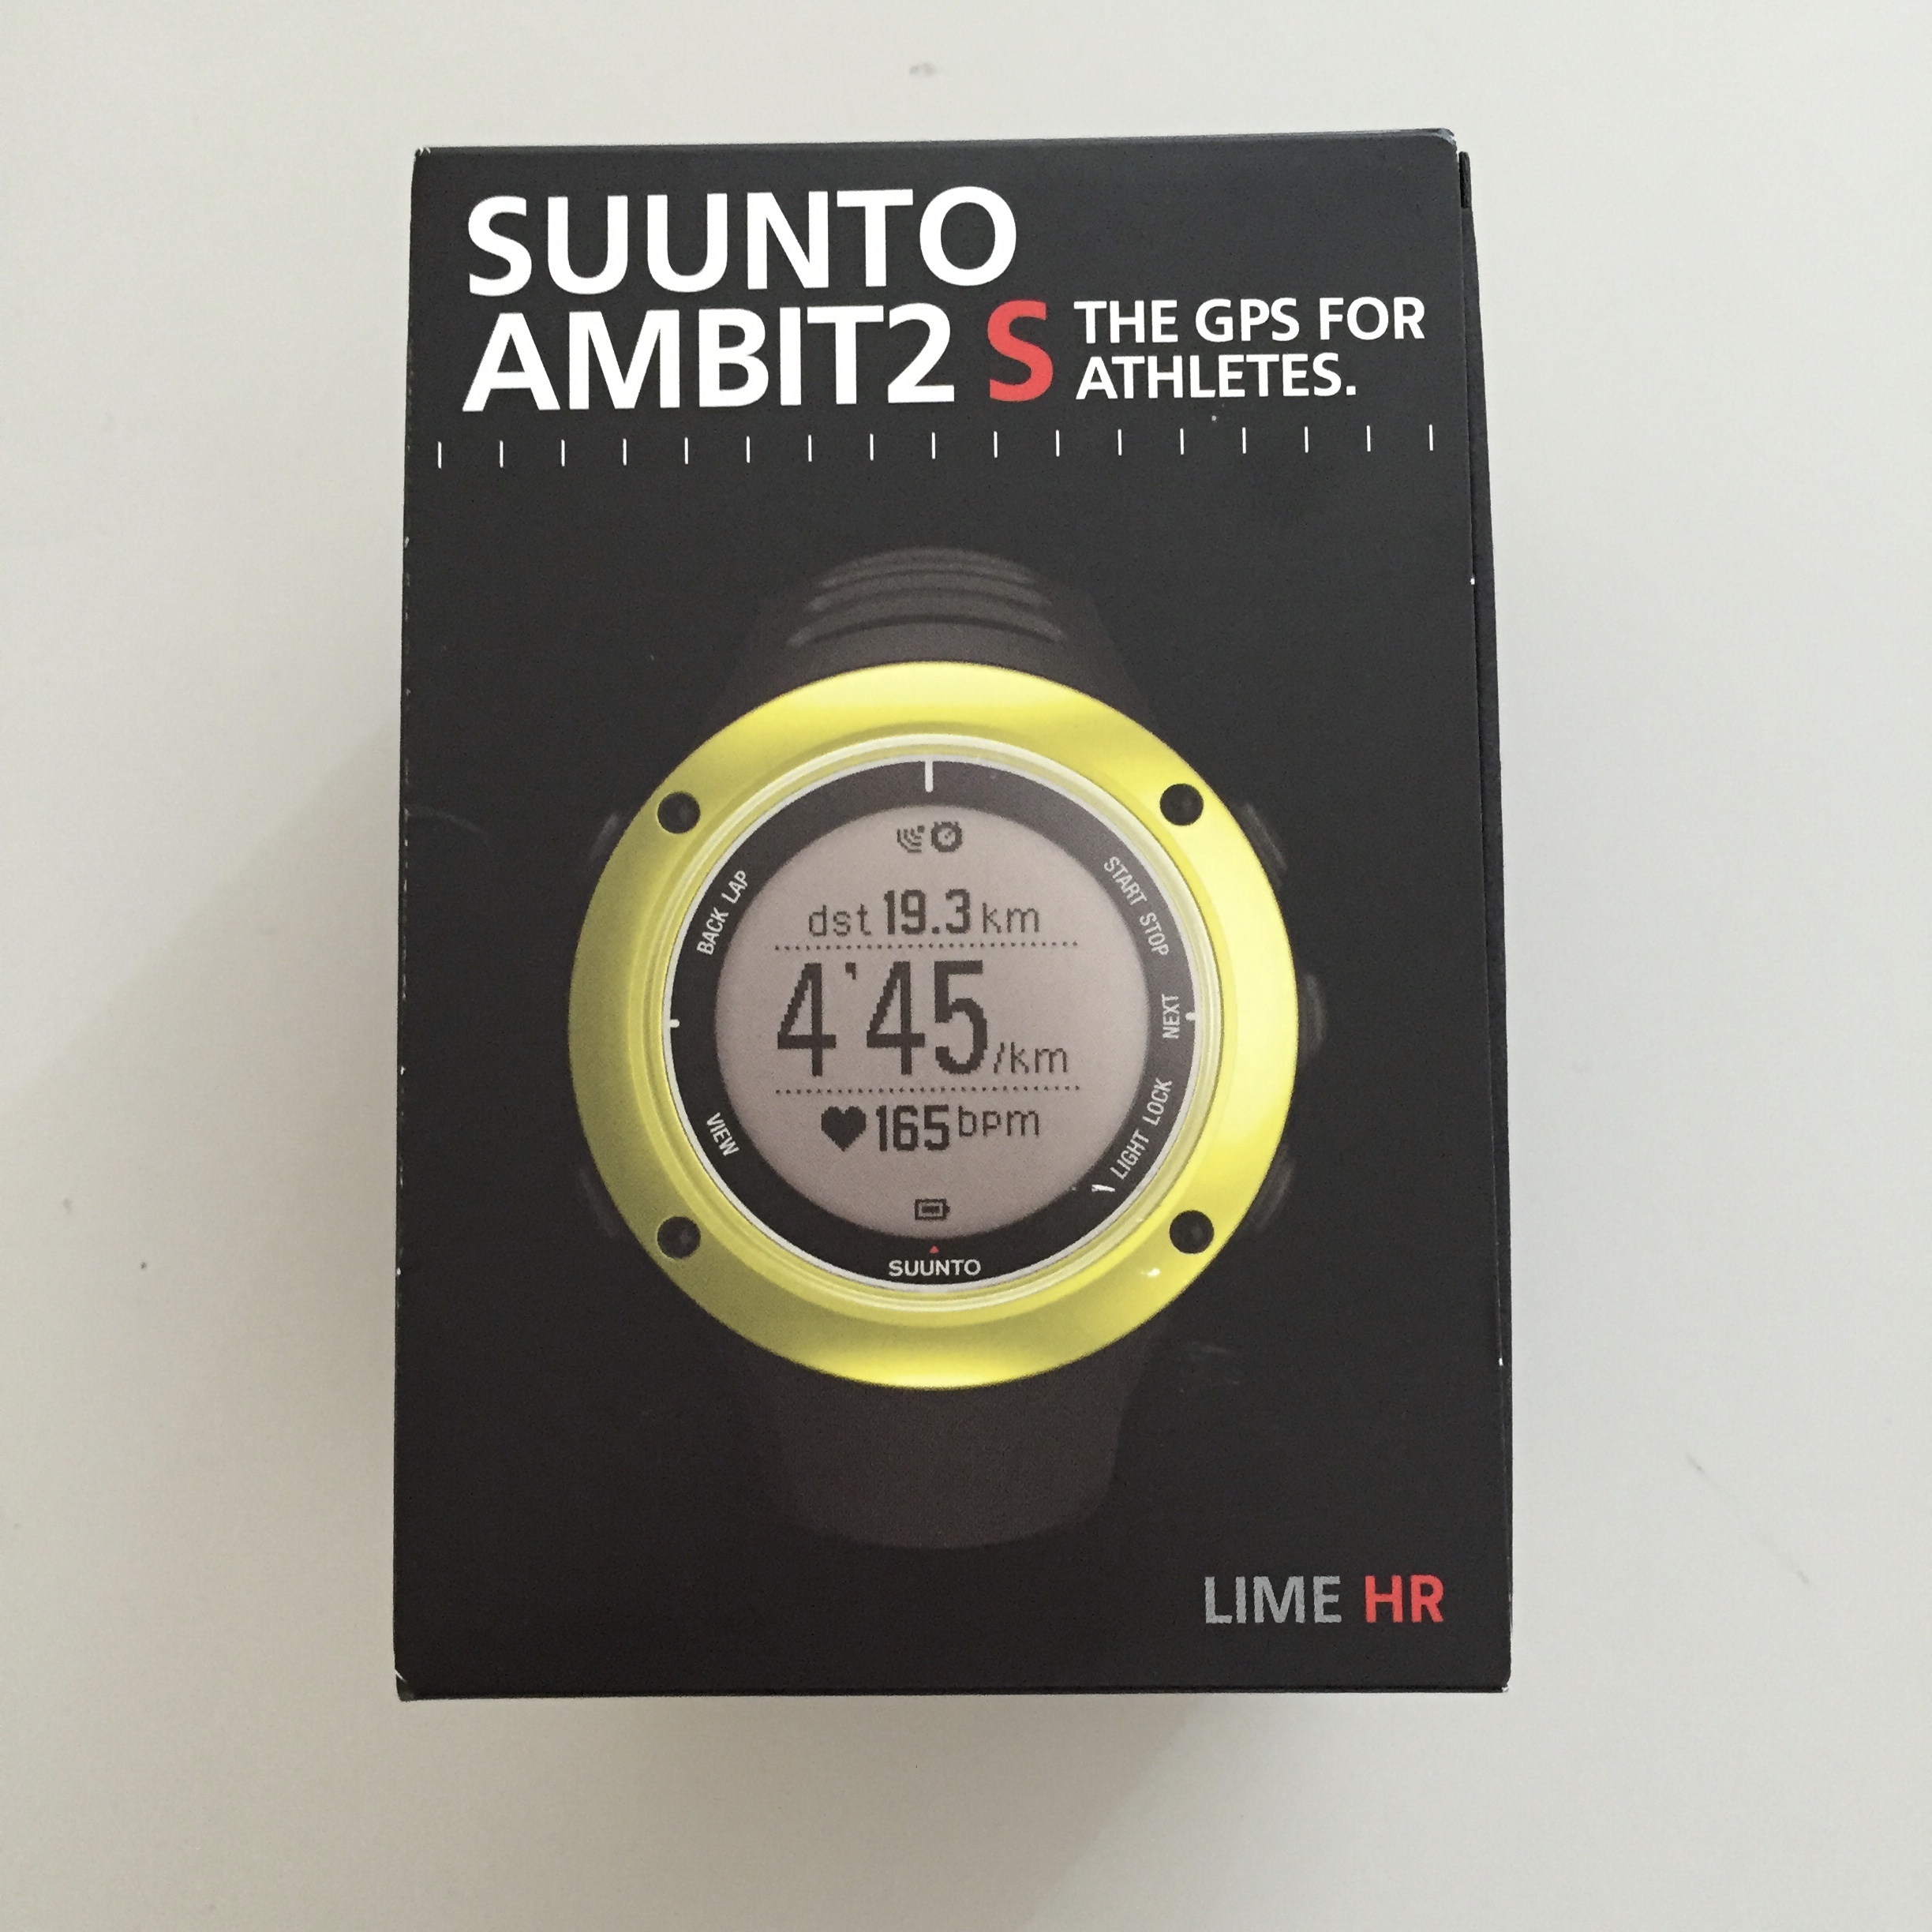 SUUNTO
AMBIT2 S
THE GPS FOR
ATHLETES.
BACK LAP
START STOP
dst 19.3 km
4'45 /km
NEXT
165 bpm
VIEW
LIGHT LOCK
SUUNTO
LIME HR